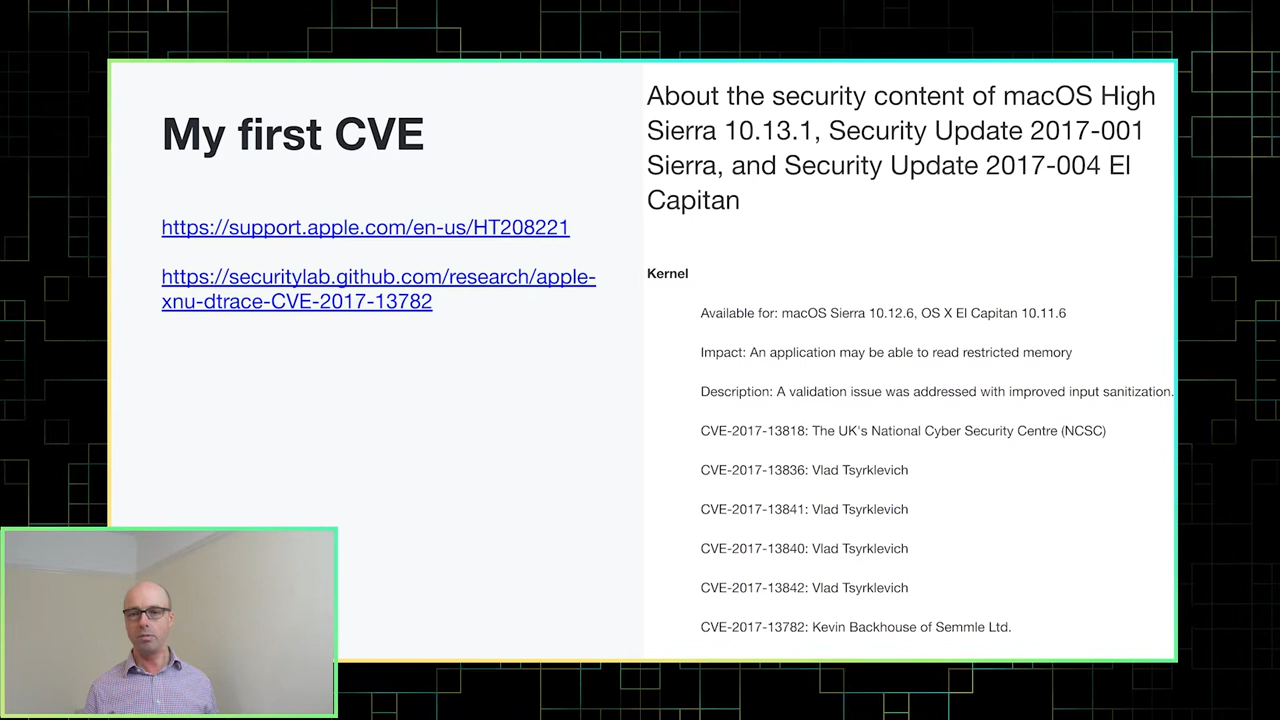 My first CVE
https://support.apple.com/en-us/HT208221
https://securitylab.github.com/research/apple-
xnu-dtrace-CVE-2017-13782
About the security content of macOS High
Sierra 10.13.1, Security Update 2017-001
Sierra, and Security Update 2017-004 El
Capitan
Kernel
Available for: macOS Sierra 10.12.6, OS X El Capitan 10.11.6
Impact: An application may be able to read restricted memory
Description: A validation issue was addressed with improved input sanitization.
CVE-2017-13818: The UK's National Cyber Security Centre (NCSC)
CVE-2017-13836: Vlad Tsyrklevich
CVE-2017-13841: Vlad Tsyrklevich
CVE-2017-13840: Vlad Tsyrklevich
CVE-2017-13842: Vlad Tsyrklevich
CVE-2017-13782: Kevin Backhouse of Semmle Ltd.